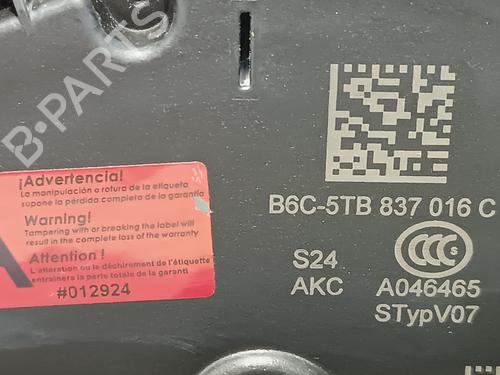 B-PARTS
¡Advertencia!
La manipulación o rotura de la etiqueta
supone la pérdida completa de la garantía
Warning!
Tampering with or breaking the label will
result in the complete loss of the warranty
Attention !
L'altération ou le déchirement de l'étiquette
entraînera la perte totale de la garanti
#012924
B6C-5TB 837 016 C
S24
AKC
CCC S
A046465
STypV07